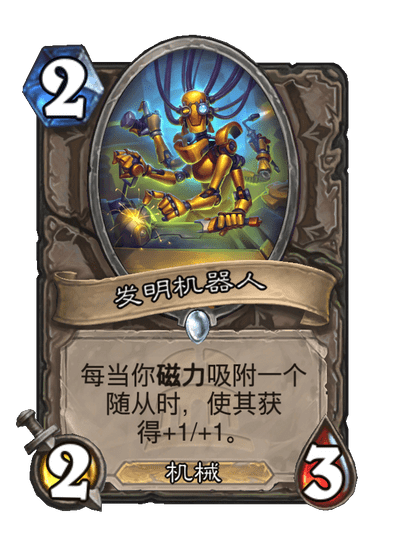 2
发明机器人
每当你磁力吸附一个
随从时，使其获
得+1/+1。
机械
2
3